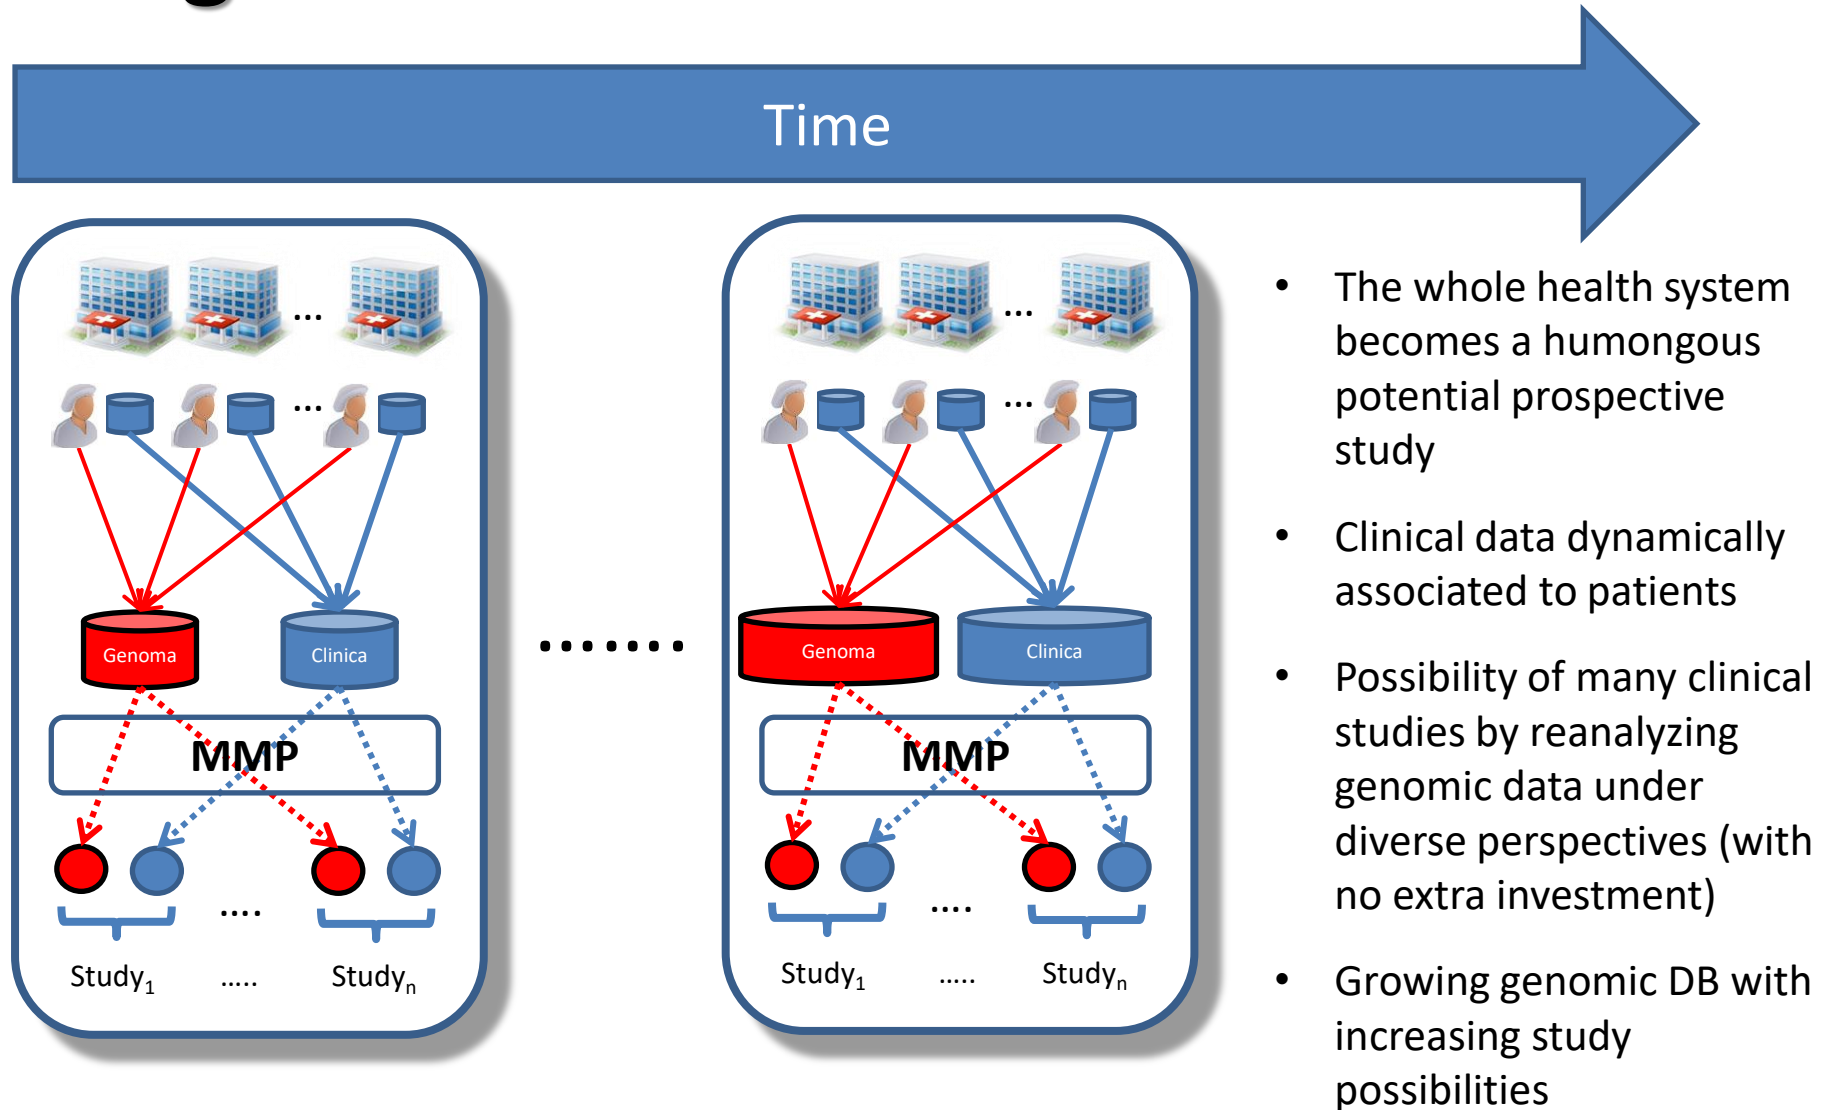 Time
...
...
Genoma
Clinica
MMP
....
Study1
.....
Studyn
.......
...
...
Genoma
Clinica
MMP
....
Study1
.....
Studyn
• The whole health system
becomes a humongous
potential prospective
study
• Clinical data dynamically
associated to patients
• Possibility of many clinical
studies by reanalyzing
genomic data under
diverse perspectives (with
no extra investment)
• Growing genomic DB with
increasing study
possibilities